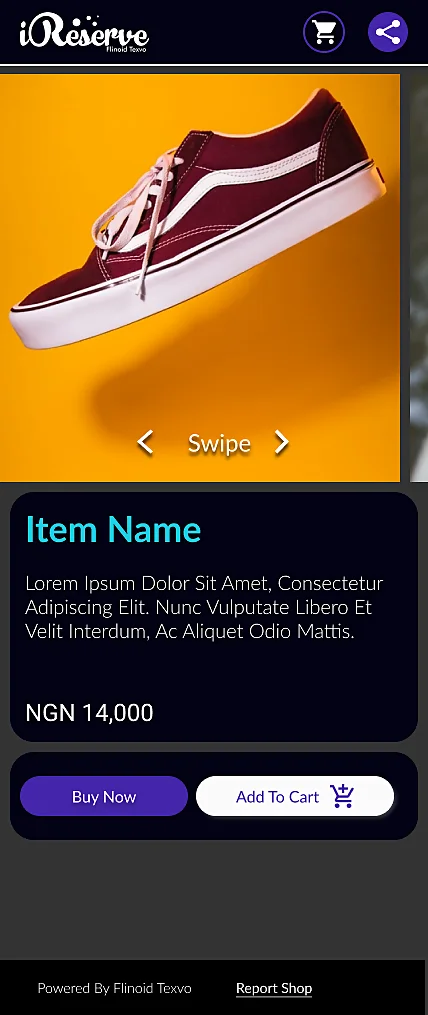 iReserve
Flinoid Texvo
Swipe
Item Name
Lorem Ipsum Dolor Sit Amet, Consectetur
Adipiscing Elit. Nunc Vulputate Libero Et
Velit Interdum, Ac Aliquet Odio Mattis.
NGN 14,000
Buy Now
Add To Cart
Powered By Flinoid Texvo
Report Shop